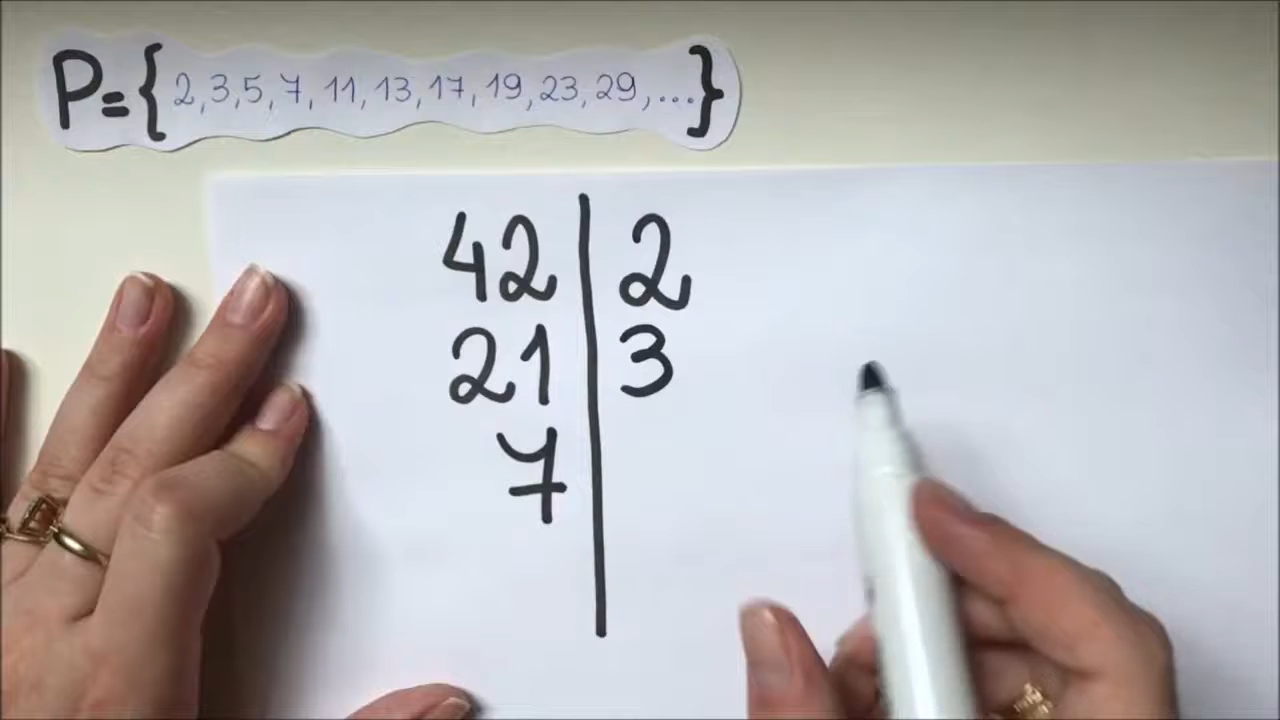 P={2,3,5,7,11,13,17,19,23,29,...}
42 | 2
21 | 3
7 |